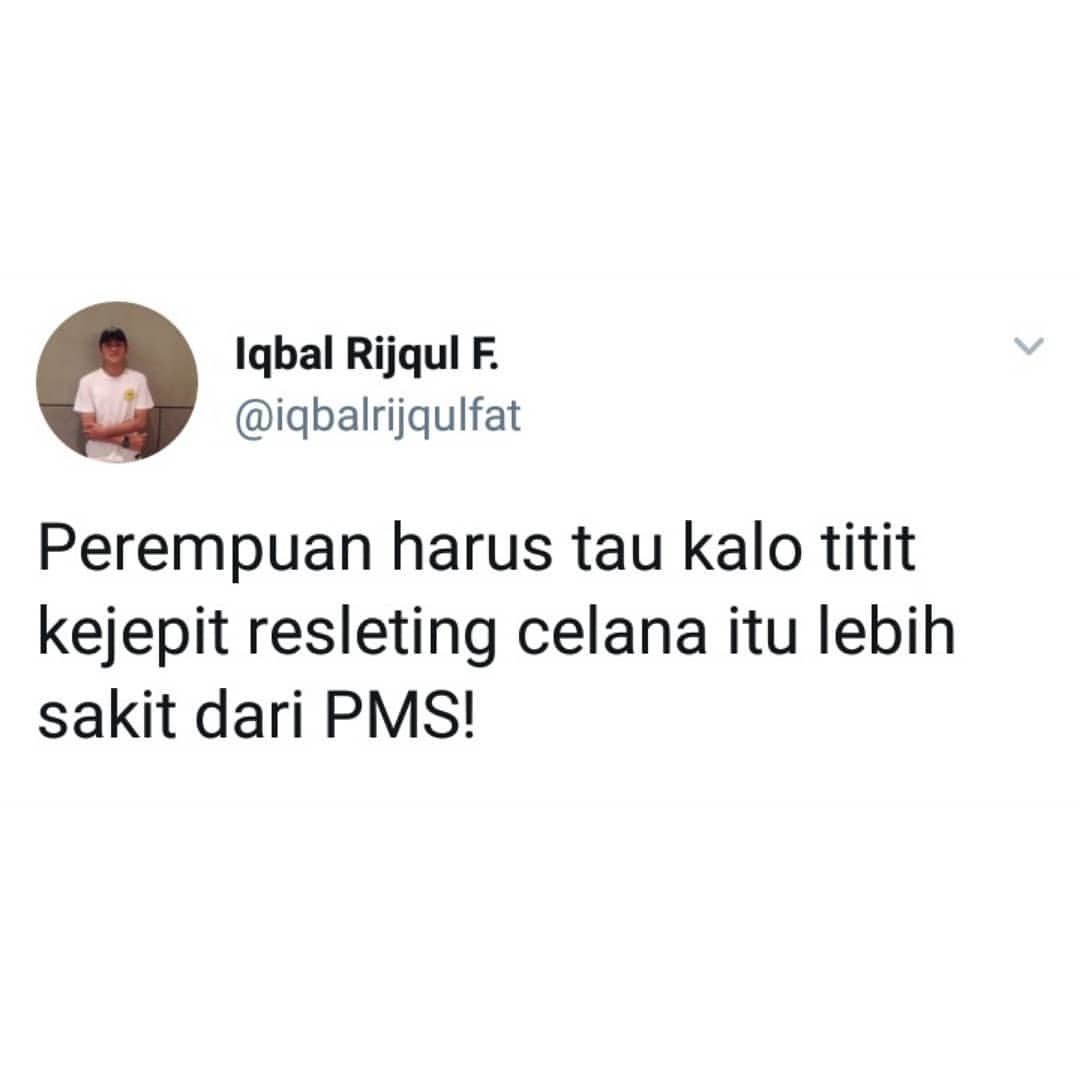 Iqbal Rijqul F.
@iqbalrijqulfat
Perempuan harus tau kalo titit
kejepit resleting celana itu lebih
sakit dari PMS!